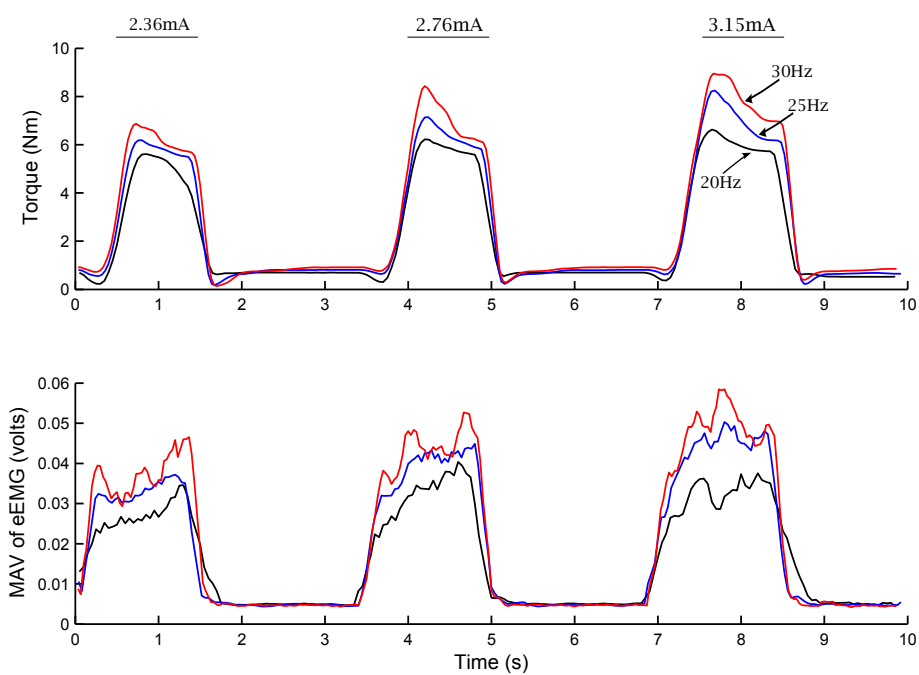 2.36mA 2.76mA 3.15mA
10
8
6
4
2
0
Torque (Nm)
30Hz
25Hz
20Hz
0 1 2 3 4 5 6 7 8 9 10
0.06
0.05
0.04
0.03
0.02
0.01
0
MAV of eEMG (volts)
0 1 2 3 4 5 6 7 8 9 10
Time (s)